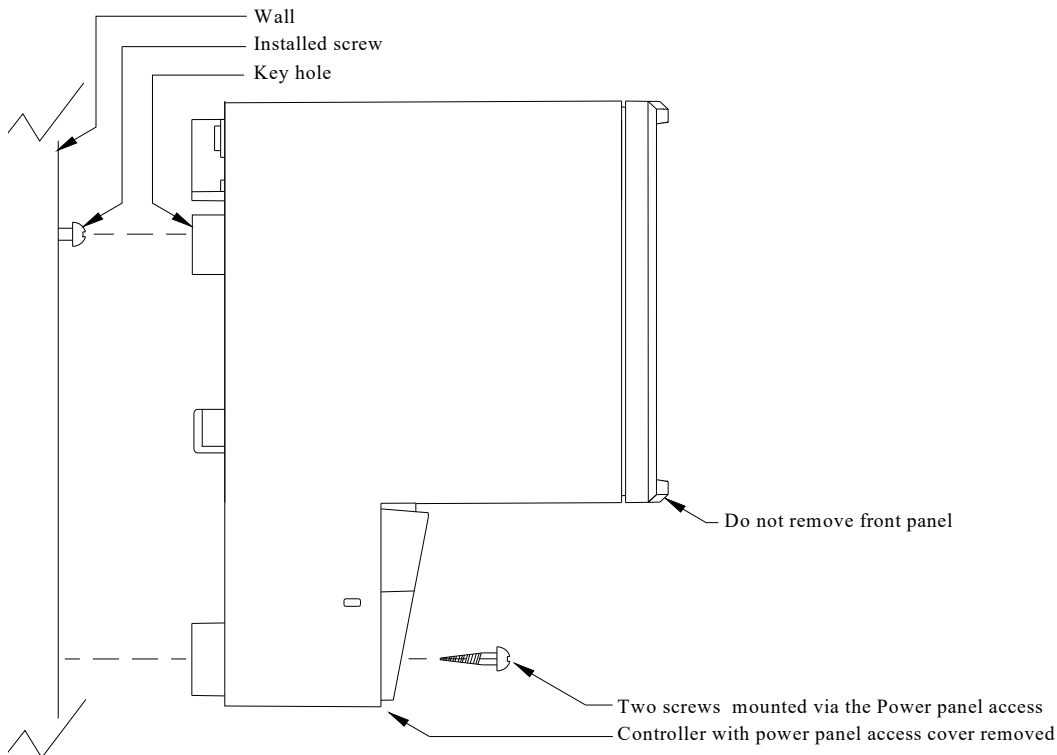 Wall
Installed screw
Key hole
Do not remove front panel
Two screws mounted via the Power panel access
Controller with power panel access cover removed